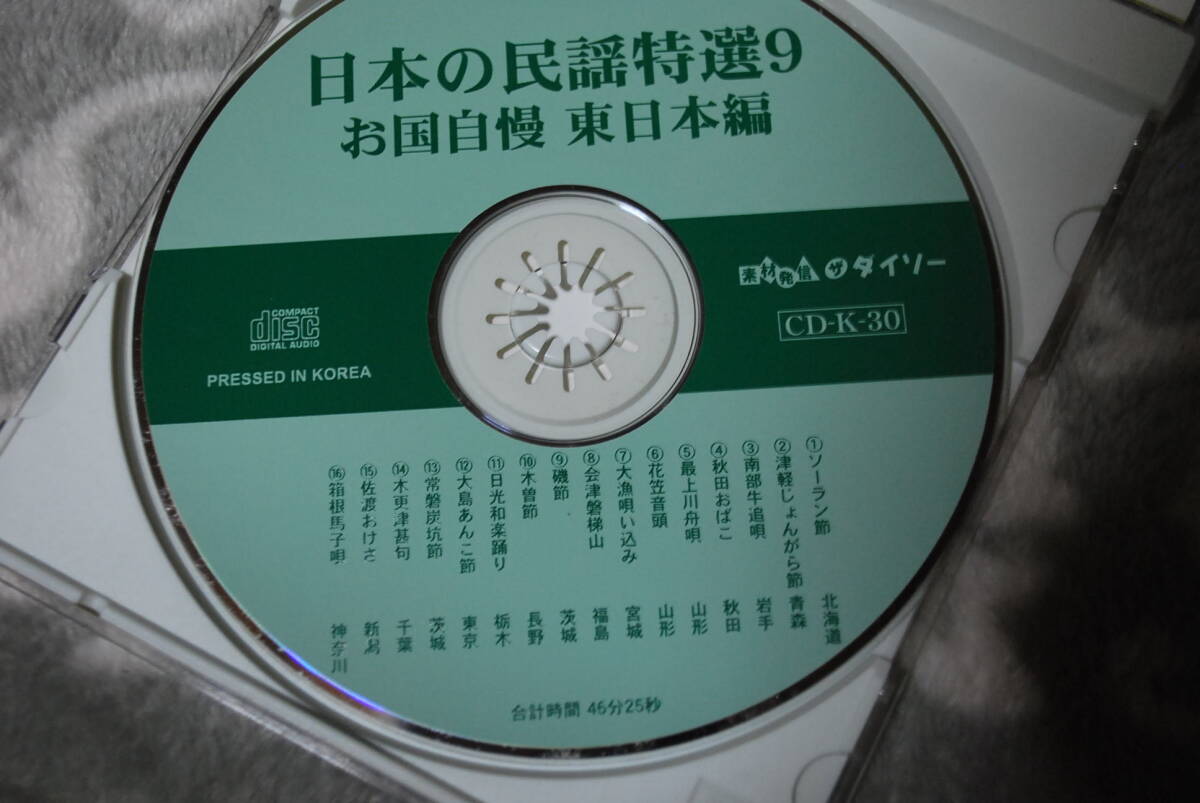 日本の民謡特選9
お国自慢 東日本編
COMPACT
disc
DIGITAL AUDIO
PRESSED IN KOREA
素材発信 ザ ダイソー
CD-K-30
①ソーラン節 北海道
②津軽じょんがら節 青森
③南部牛追唄 岩手
④秋田おばこ 秋田
⑤最上川舟唄 山形
⑥花笠音頭 山形
⑦大漁唄い込み 宮城
⑧会津磐梯山 福島
⑨磯節 茨城
⑩木曽節 長野
⑪日光和楽踊り 栃木
⑫大島あんこ節 東京
⑬常磐炭坑節 茨城
⑭木更津甚句 千葉
⑮佐渡おけさ 新潟
⑯箱根馬子唄 神奈川
合計時間 46分25秒